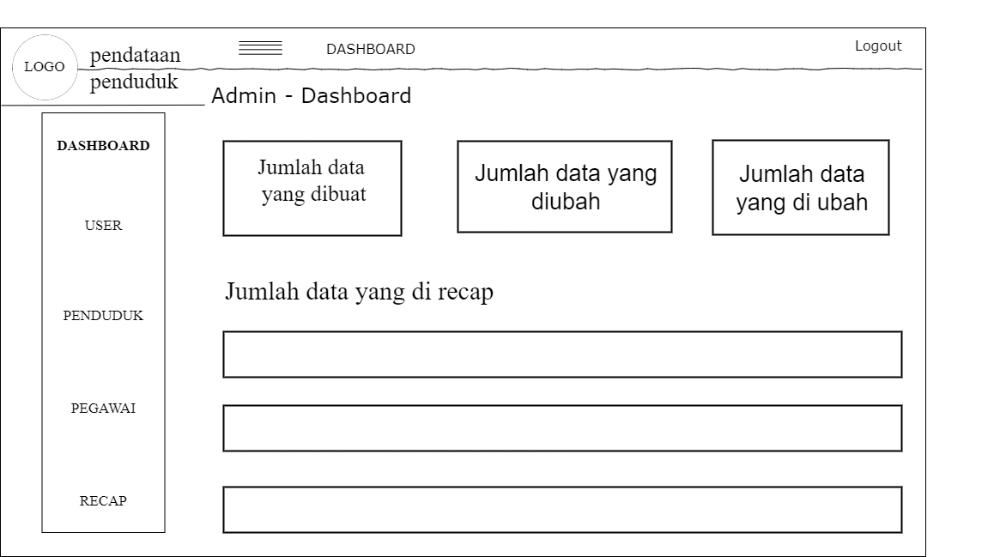 LOGO
pendataan
penduduk
DASHBOARD
Logout
Admin - Dashboard
DASHBOARD
USER
PENDUDUK
PEGAWAI
RECAP
Jumlah data
yang dibuat
Jumlah data yang
diubah
Jumlah data
yang di ubah
Jumlah data yang di recap